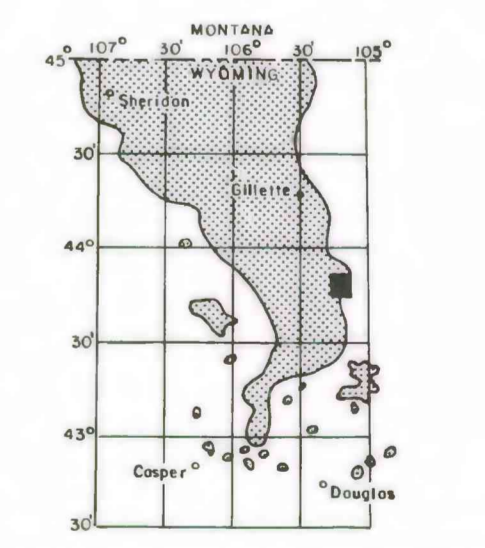 MONTANA
45° 107° 30' 106° 30' 105°
WYOMING
Sheridan
30'
Gillette
44°
30'
43°
Casper
Douglas
30'